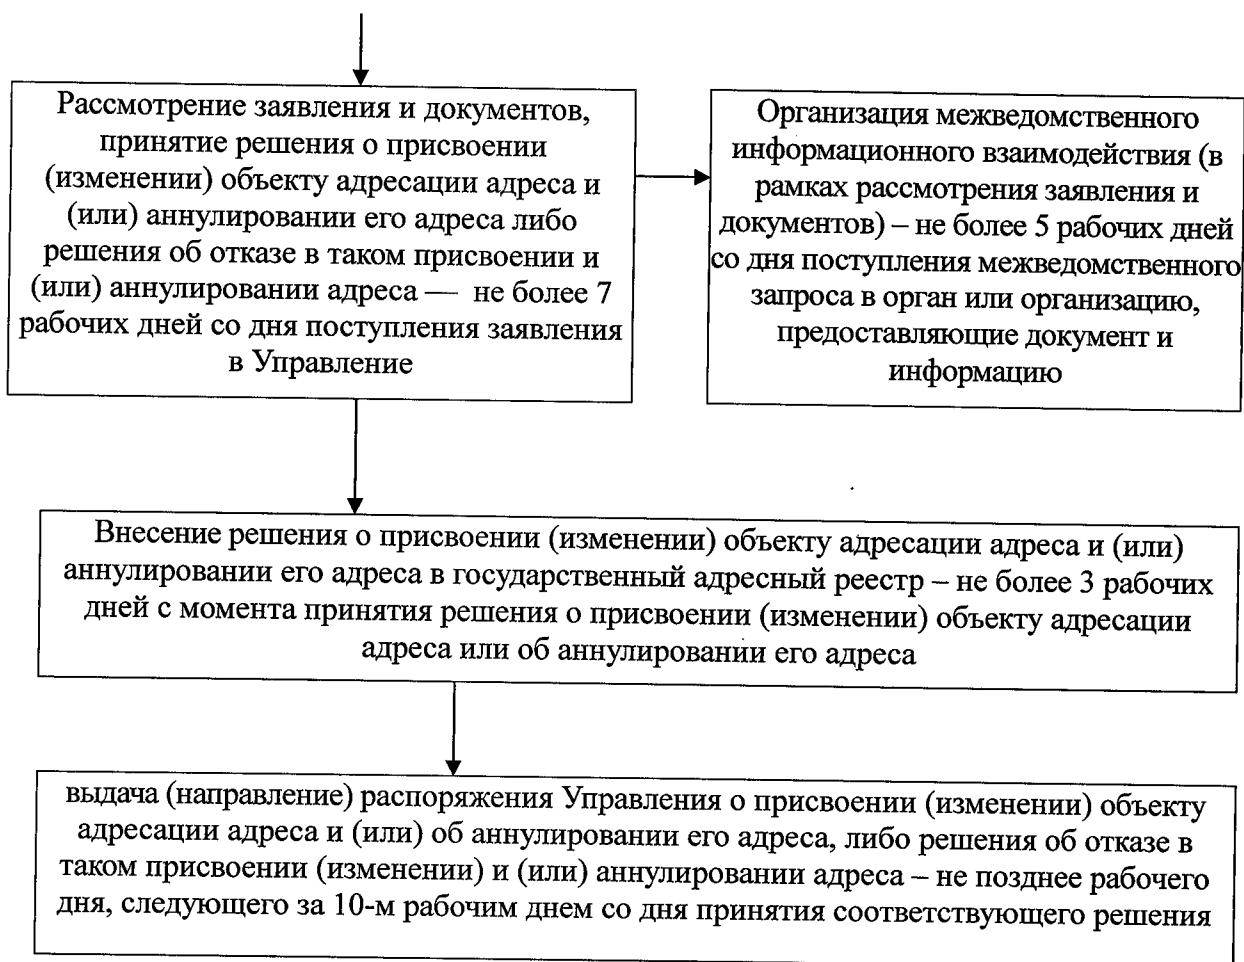 Рассмотрение заявления и документов,
принятие решения о присвоении
(изменении) объекту адресации адреса и
(или) аннулировании его адреса либо
решения об отказе в таком присвоении и
(или) аннулировании адреса — не более 7
рабочих дней со дня поступления заявления
в Управление
Организация межведомственного
информационного взаимодействия (в
рамках рассмотрения заявления и
документов) – не более 5 рабочих дней
со дня поступления межведомственного
запроса в орган или организацию,
предоставляющие документ и
информацию
Внесение решения о присвоении (изменении) объекту адресации адреса и (или)
аннулировании его адреса в государственный адресный реестр – не более 3 рабочих
дней с момента принятия решения о присвоении (изменении) объекту адресации
адреса или об аннулировании его адреса
выдача (направление) распоряжения Управления о присвоении (изменении) объекту
адресации адреса и (или) об аннулировании его адреса, либо решения об отказе в
таком присвоении (изменении) и (или) аннулировании адреса – не позднее рабочего
дня, следующего за 10-м рабочим днем со дня принятия соответствующего решения